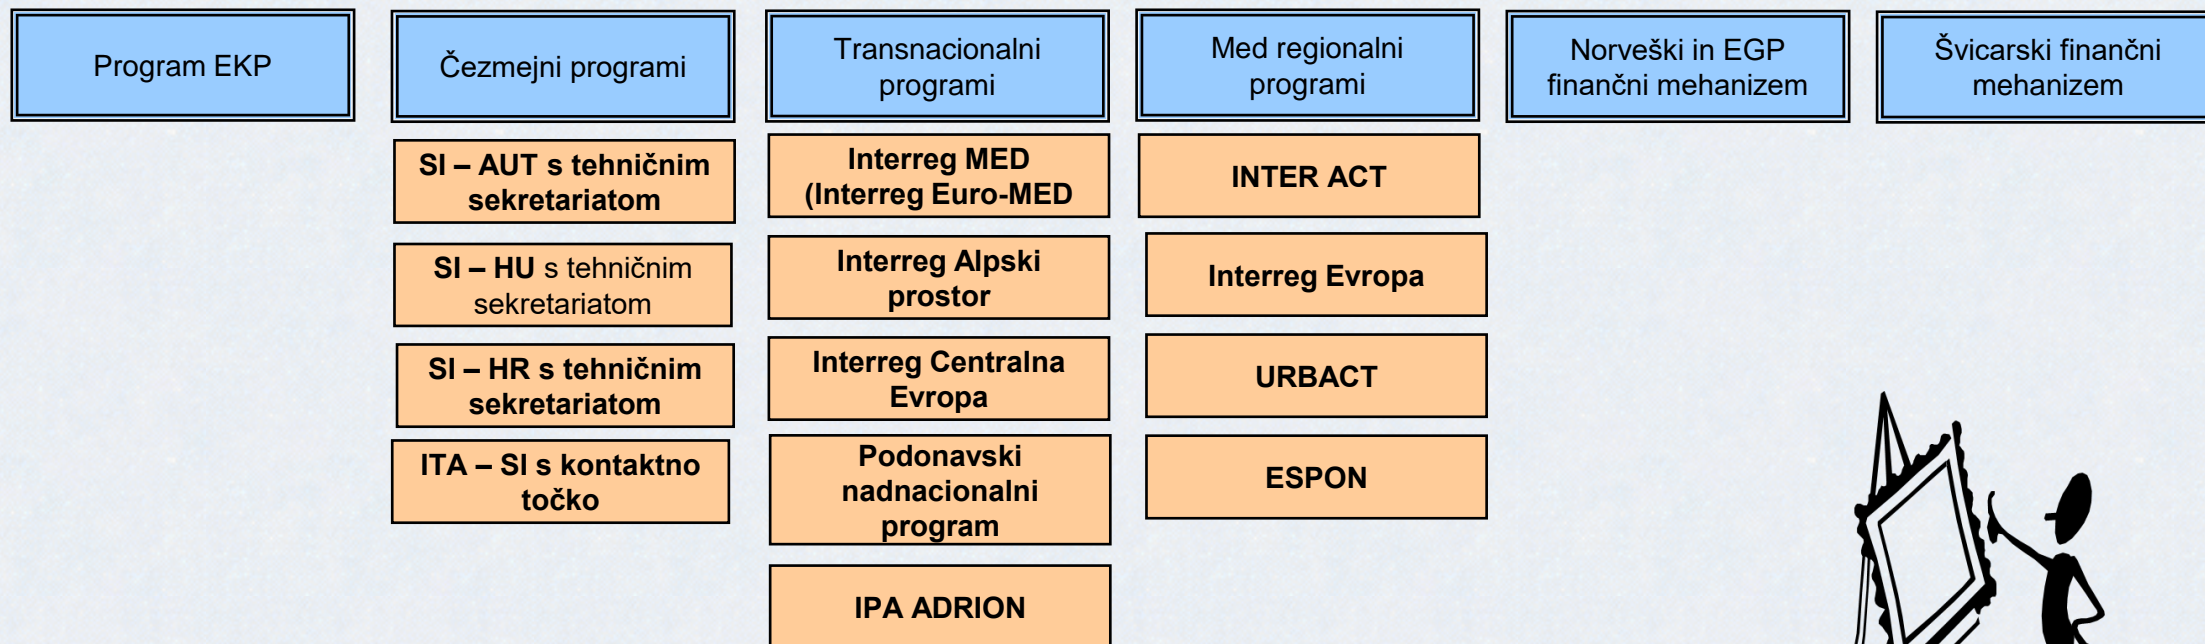 Program EKP
Čezmejni programi
SI – AUT s tehničnim
sekretariatom
SI – HU s tehničnim
sekretariatom
SI – HR s tehničnim
sekretariatom
ITA – SI s kontaktno
točko
Transnacionalni
programi
Interreg MED
(Interreg Euro-MED
Interreg Alpski
prostor
Interreg Centralna
Evropa
Podonavski
nadnacionalni
program
IPA ADRION
Med regionalni
programi
INTER ACT
Interreg Evropa
URBACT
ESPON
Norveški in EGP
finančni mehanizem
Švicarski finančni
mehanizem